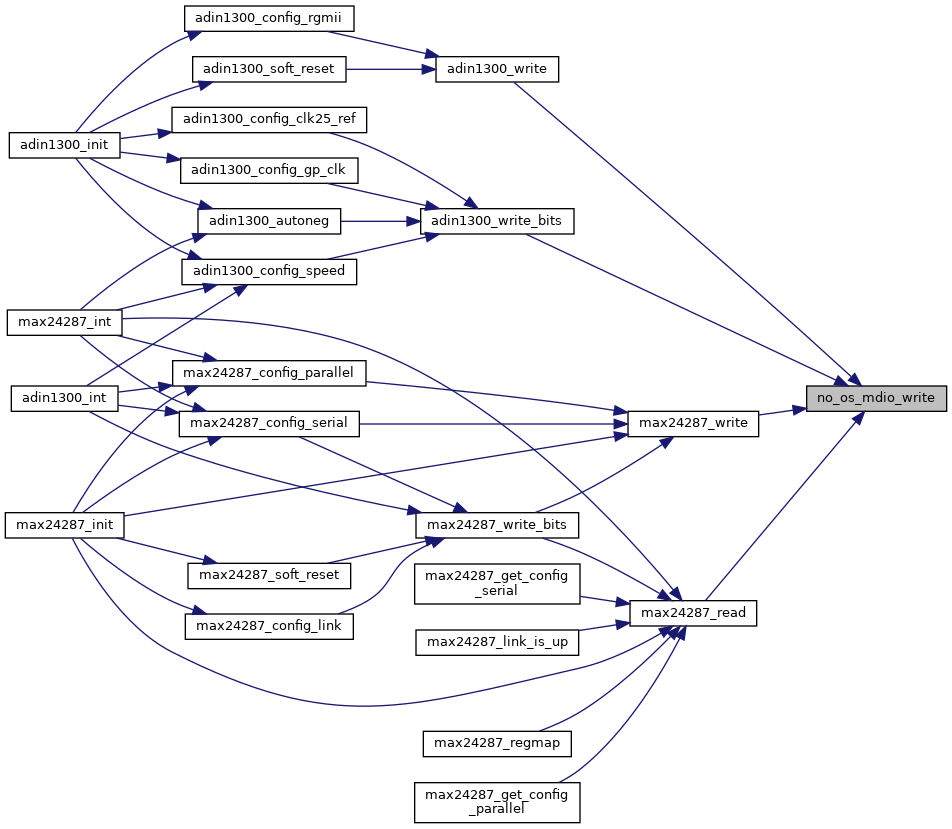 adin1300_config_rgmii
adin1300_soft_reset
adin1300_write
adin1300_config_clk25_ref
adin1300_init
adin1300_config_gp_clk
adin1300_autoneg
adin1300_write_bits
adin1300_config_speed
max24287_int
max24287_config_parallel
adin1300_int
no_os_mdio_write
max24287_config_serial
max24287_write
max24287_init
max24287_write_bits
max24287_soft_reset
max24287_get_config
_serial
max24287_read
max24287_config_link
max24287_link_is_up
max24287_regmap
max24287_get_config
_parallel